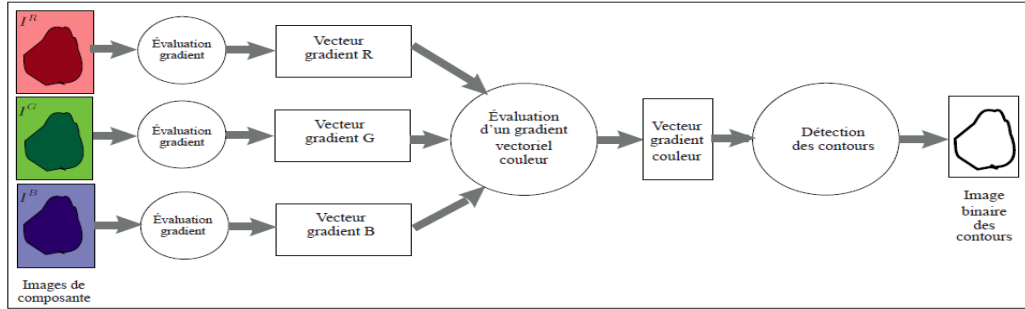 I^R
Évaluation
gradient
Vecteur
gradient R
I^G
Évaluation
gradient
Vecteur
gradient G
I^B
Évaluation
gradient
Vecteur
gradient B
Images de
composante
Évaluation
d'un gradient
vectoriel
couleur
Vecteur
gradient
couleur
Détection
des contours
Image
binaire
des
contours